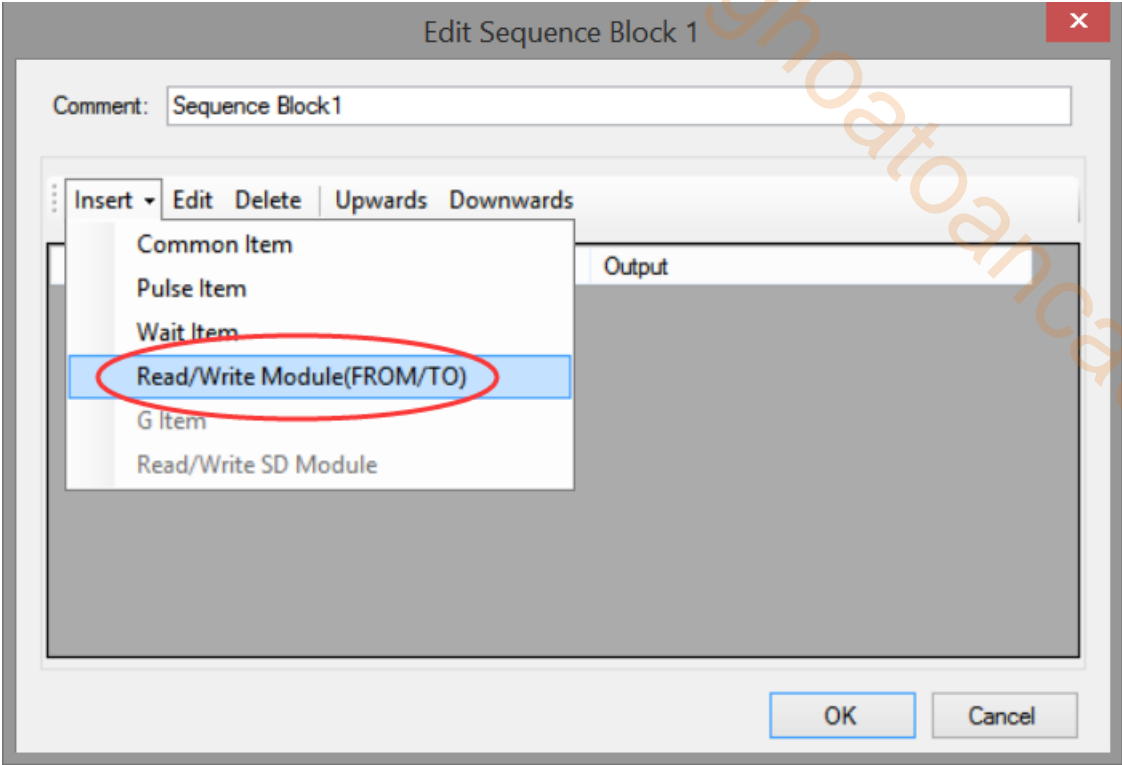 Edit Sequence Block 1
x
Comment: Sequence Block1
Insert Edit Delete Upwards Downwards
Common Item
Output
Pulse Item
Wait Item
Read/Write Module(FROM/TO)
G Item
Read/Write SD Module
OK Cancel